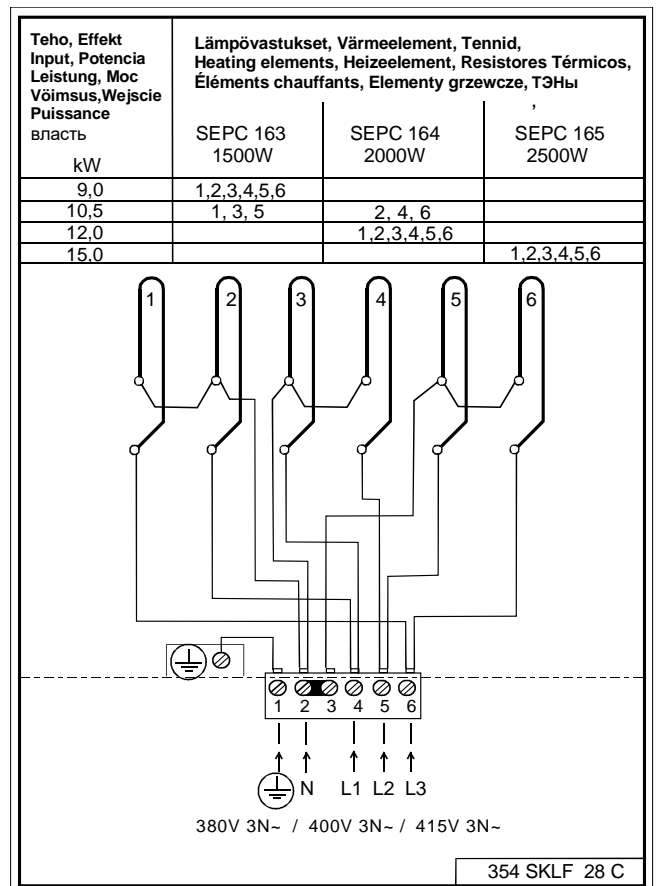 Teho, Effekt
Input, Potencia
Leistung, Moc
Vöimsus,Wejscie
Puissance
власть
kW
Lämpövastukset, Värmeelement, Tennid,
Heating elements, Heizeelement, Resistores Térmicos,
Éléments chauffants, Elementy grzewcze, ТЭНы
,
SEPC 163 SEPC 164 SEPC 165
1500W 2000W 2500W
9,0 1,2,3,4,5,6
10,5 1, 3, 5 2, 4, 6
12,0 1,2,3,4,5,6
15,0 1,2,3,4,5,6
1 2 3 4 5 6
1 2 3 4 5 6
N L1 L2 L3
380V 3N~ / 400V 3N~ / 415V 3N~
354 SKLF 28 C